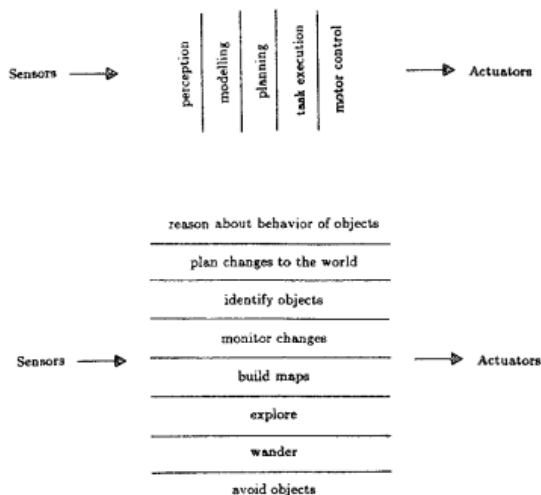 Sensors
perception
modelling
planning
task execution
motor control
Actuators
reason about behavior of objects
plan changes to the world
identify objects
monitor changes
Sensors
Actuators
build maps
explore
wander
avoid objects